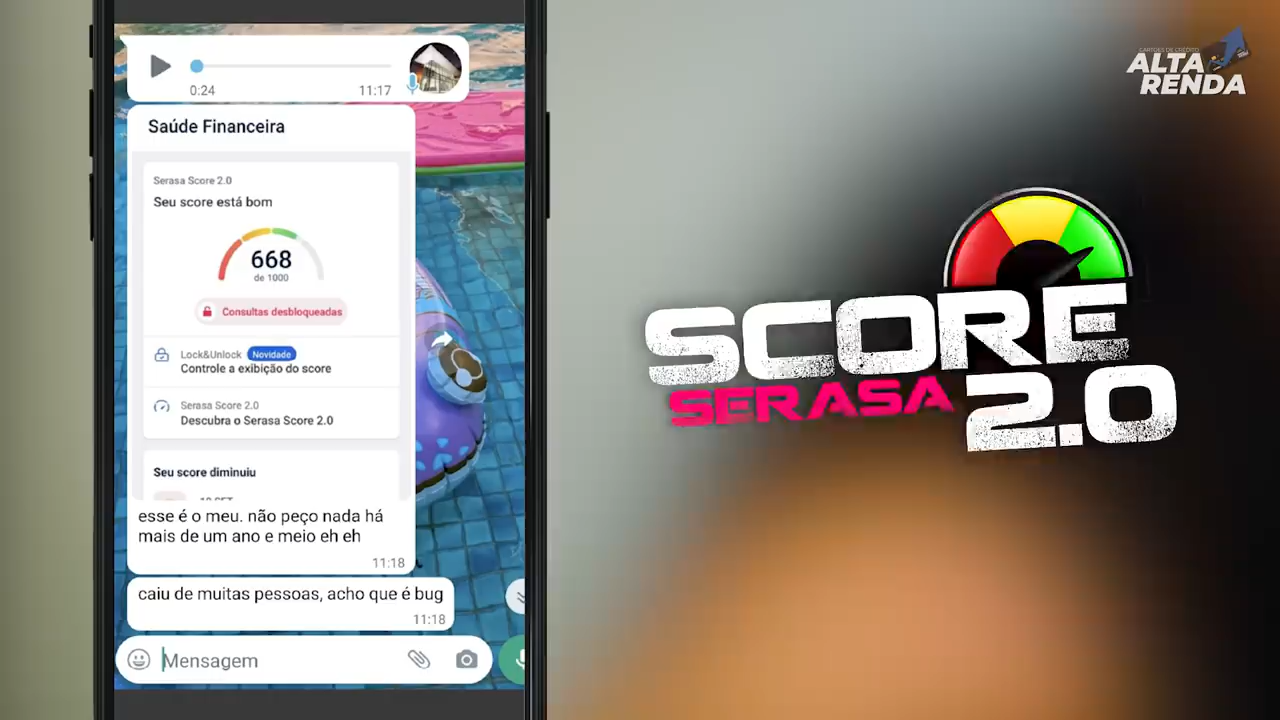 0:24
11:17
Saúde Financeira
Serasa Score 2.0
Seu score está bom
668
de 1000
Consultas desbloqueadas
Lock&Unlock Novidade
Controle a exibição do score
Serasa Score 2.0
Descubra o Serasa Score 2.0
Seu score diminuiu
esse é o meu. não peço nada há
mais de um ano e meio eh eh
11:18
caiu de muitas pessoas, acho que é bug
11:18
Mensagem
CARTÕES DE CRÉDITO
ALTA
RENDA
SCORE
SERASA
2.0